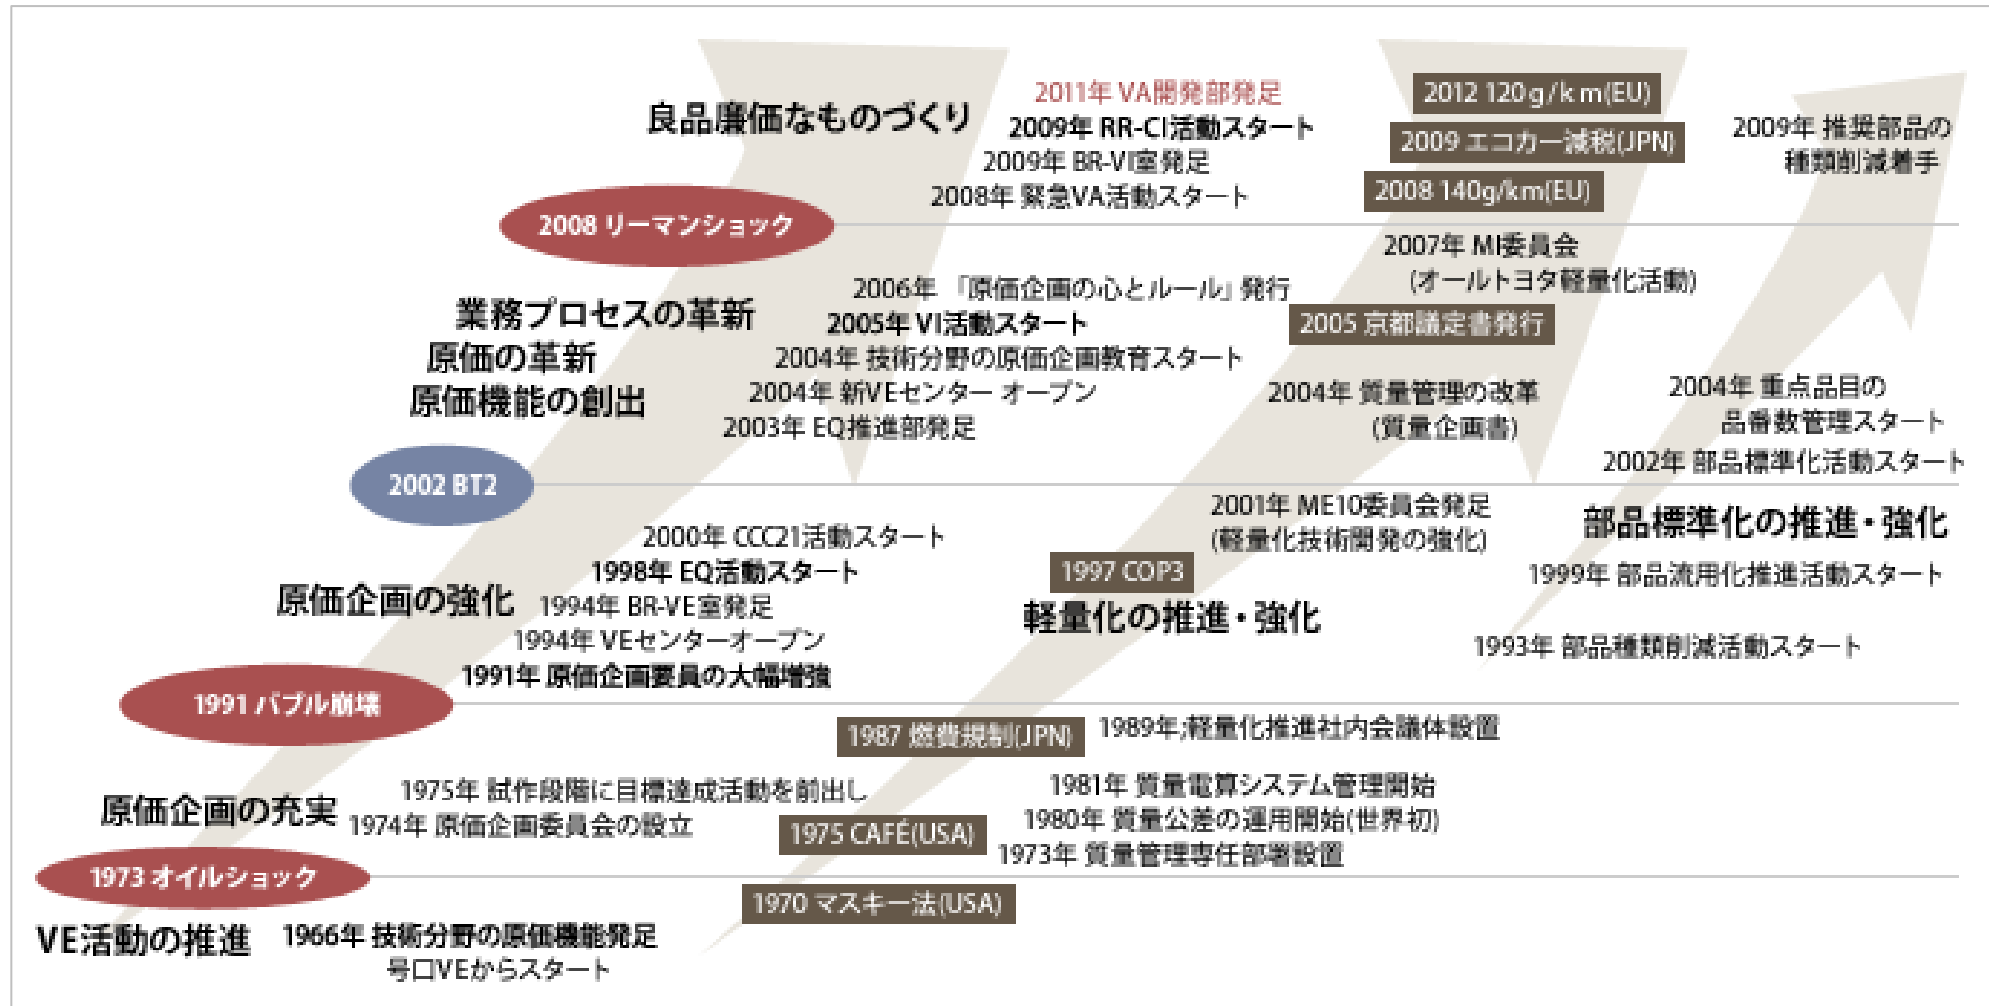 良品廉価なものづくり
2011年 VA開発部発足
2009年 RR-CI活動スタート
2009年 BR-VI室発足
2008年 緊急VA活動スタート
2012 120g/km(EU)
2009 エコカー減税(JPN)
2008 140g/km(EU)
2009年 推奨部品の
種類削減着手
2008 リーマンショック
業務プロセスの革新
原価の革新
原価機能の創出
2006年 「原価企画の心とルール」発行
2005年 VI活動スタート
2004年 技術分野の原価企画教育スタート
2004年 新VEセンター オープン
2003年 EQ推進部発足
2007年 MI委員会
(オールトヨタ軽量化活動)
2005 京都議定書発行
2004年 質量管理の改革
(質量企画書)
2004年 重点品目の
品番数管理スタート
2002年 部品標準化活動スタート
2002 BT2
原価企画の強化
2000年 CCC21活動スタート
1998年 EQ活動スタート
1994年 BR-VE室発足
1994年 VEセンターオープン
1991年 原価企画要員の大幅増強
2001年 ME10委員会発足
(軽量化技術開発の強化)
1997 COP3
軽量化の推進・強化
部品標準化の推進・強化
1999年 部品流用化推進活動スタート
1993年 部品種類削減活動スタート
1991 バブル崩壊
原価企画の充実
1975年 試作段階に目標達成活動を前出し
1974年 原価企画委員会の設立
1987 燃費規制(JPN)
1989年;軽量化推進社内会議体設置
1975 CAFÉ(USA)
1981年 質量電算システム管理開始
1980年 質量公差の運用開始(世界初)
1973年 質量管理専任部署設置
1973 オイルショック
VE活動の推進
1966年 技術分野の原価機能発足
号口VEからスタート
1970 マスキー法(USA)